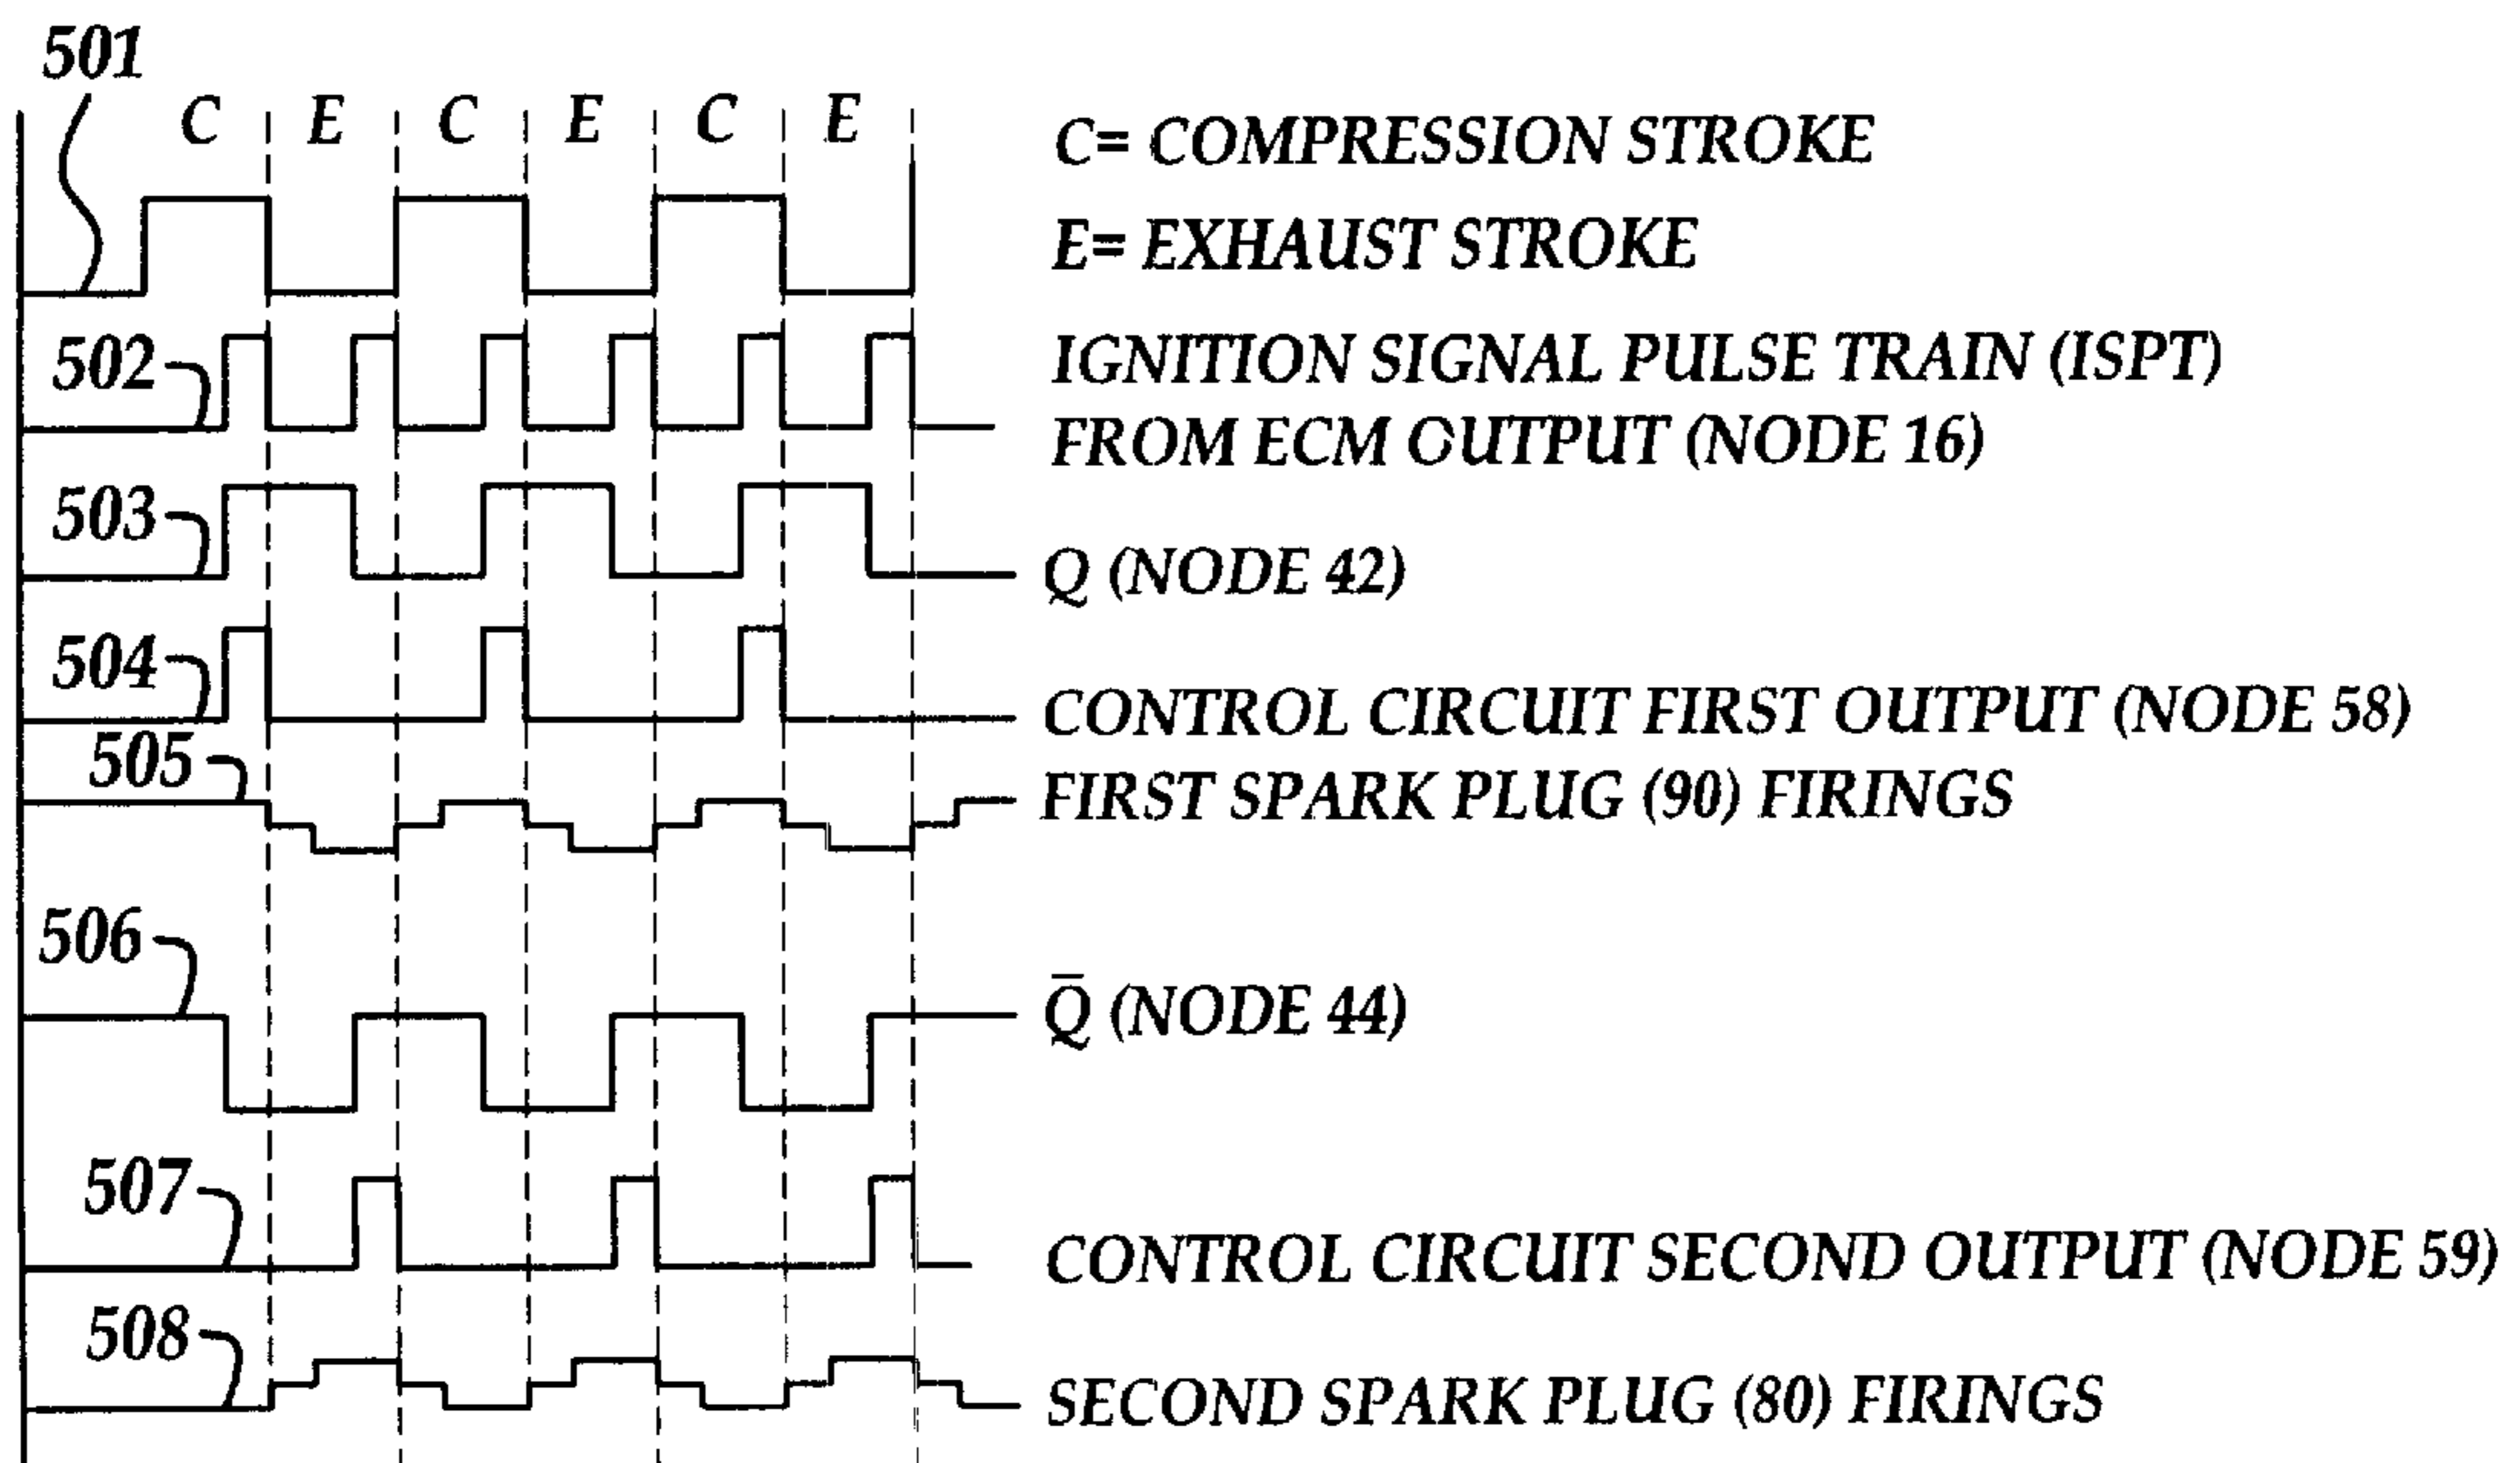 501
C E C E C E
C= COMPRESSION STROKE
E= EXHAUST STROKE
502
IGNITION SIGNAL PULSE TRAIN (ISPT)
FROM ECM OUTPUT (NODE 16)
503
Q (NODE 42)
504
CONTROL CIRCUIT FIRST OUTPUT (NODE 58)
505
FIRST SPARK PLUG (90) FIRINGS
506
Q̅ (NODE 44)
507
CONTROL CIRCUIT SECOND OUTPUT (NODE 59)
508
SECOND SPARK PLUG (80) FIRINGS